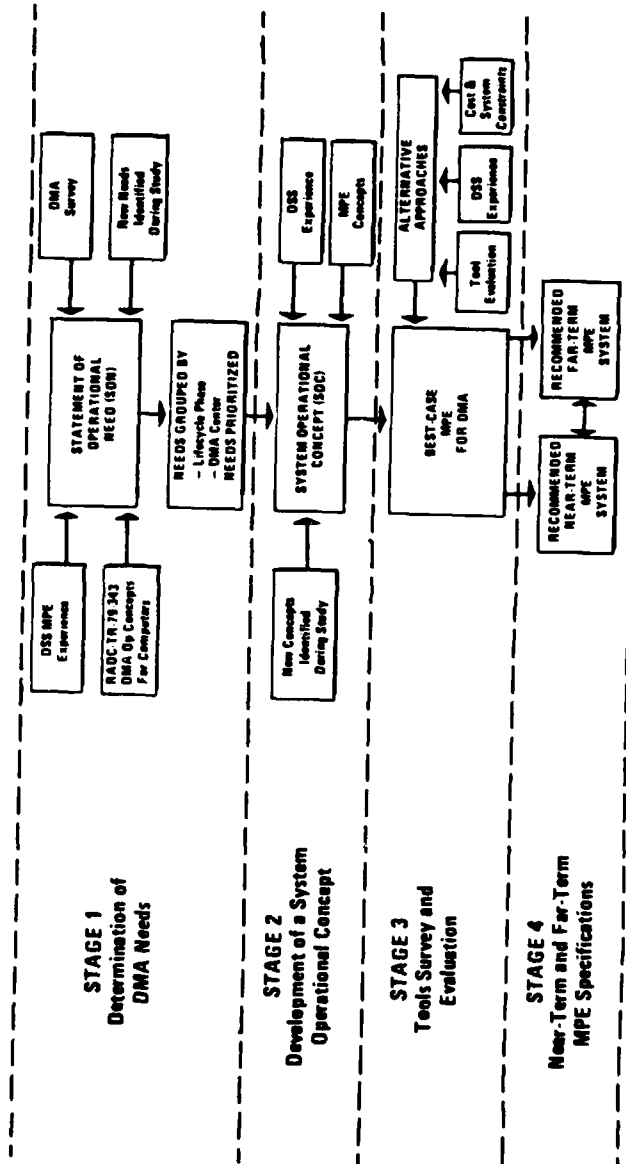 STAGE 1
Determination of
DMA Needs
DSS MPE
Experience
RADC-TR-79-343
DMA Op Concepts
For Computers
STATEMENT OF
OPERATIONAL
NEED (SON)
DMA
Survey
New Needs
Identified
During Study
NEEDS GROUPED BY
– Lifecycle Phase
– DMA Center
NEEDS PRIORITIZED
STAGE 2
Development of a System
Operational Concept
New Concepts
Identified
During Study
SYSTEM OPERATIONAL
CONCEPT (SOC)
DSS
Experience
MPE
Concepts
STAGE 3
Tools Survey and
Evaluation
BEST-CASE
MPE
FOR DMA
ALTERNATIVE
APPROACHES
Tool
Evaluation
DSS
Experience
Cost &
System
Constraints
STAGE 4
Near-Term and Far-Term
MPE Specifications
RECOMMENDED
NEAR-TERM
MPE
SYSTEM
RECOMMENDED
FAR-TERM
MPE
SYSTEM